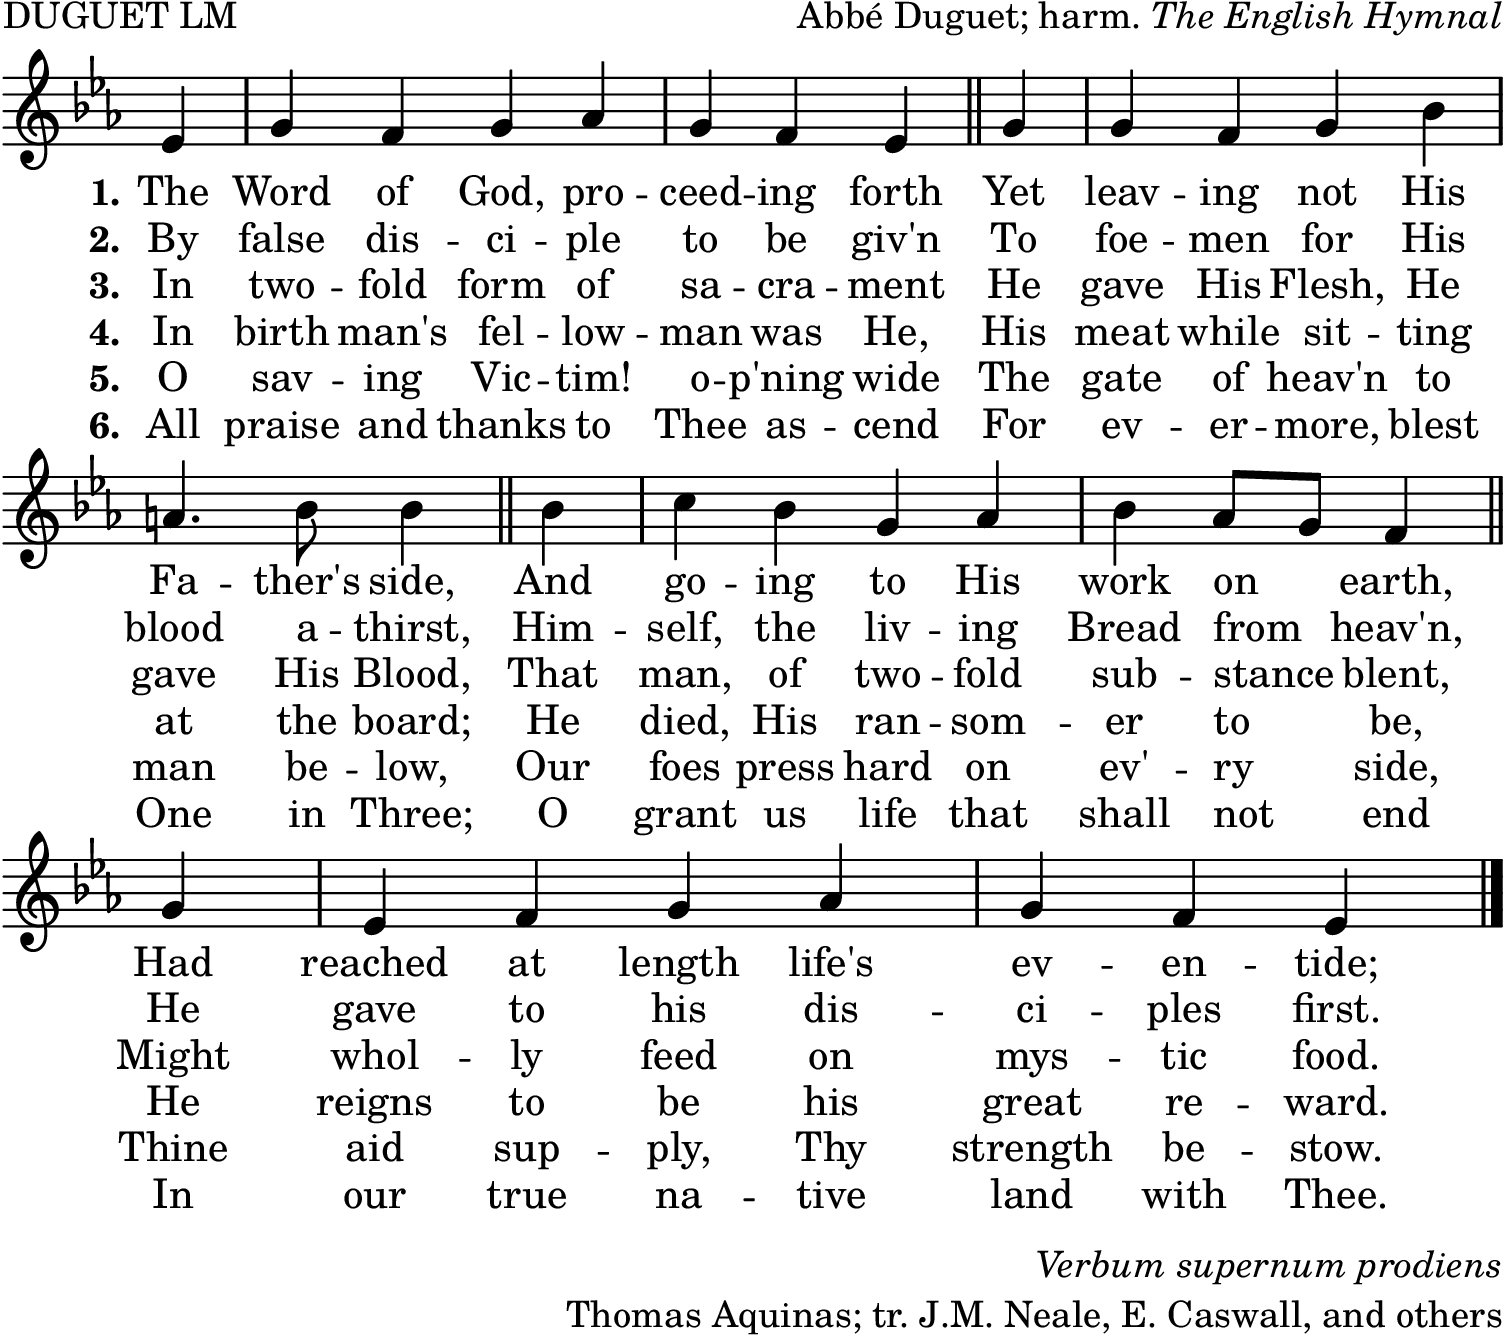 DUGUET LM
Abbé Duguet; harm. The English Hymnal
1. The Word of God, pro - ceed - ing forth Yet leav - ing not His
2. By false dis - ci - ple to be giv'n To foe - men for His
3. In two - fold form of sa - cra - ment He gave His Flesh, He
4. In birth man's fel - low - man was He, His meat while sit - ting
5. O sav - ing Vic - tim! o - p'ning wide The gate of heav'n to
6. All praise and thanks to Thee as - cend For ev - er - more, blest
Fa - ther's side, And go - ing to His work on earth,
blood a - thirst, Him - self, the liv - ing Bread from heav'n,
gave His Blood, That man, of two - fold sub - stance blent,
at the board; He died, His ran - som - er to be,
man be - low, Our foes press hard on ev' - ry side,
One in Three; O grant us life that shall not end
Had reached at length life's ev - en - tide;
He gave to his dis - ci - ples first.
Might whol - ly feed on mys - tic food.
He reigns to be his great re - ward.
Thine aid sup - ply, Thy strength be - stow.
In our true na - tive land with Thee.
Verbum supernum prodiens
Thomas Aquinas; tr. J.M. Neale, E. Caswall, and others